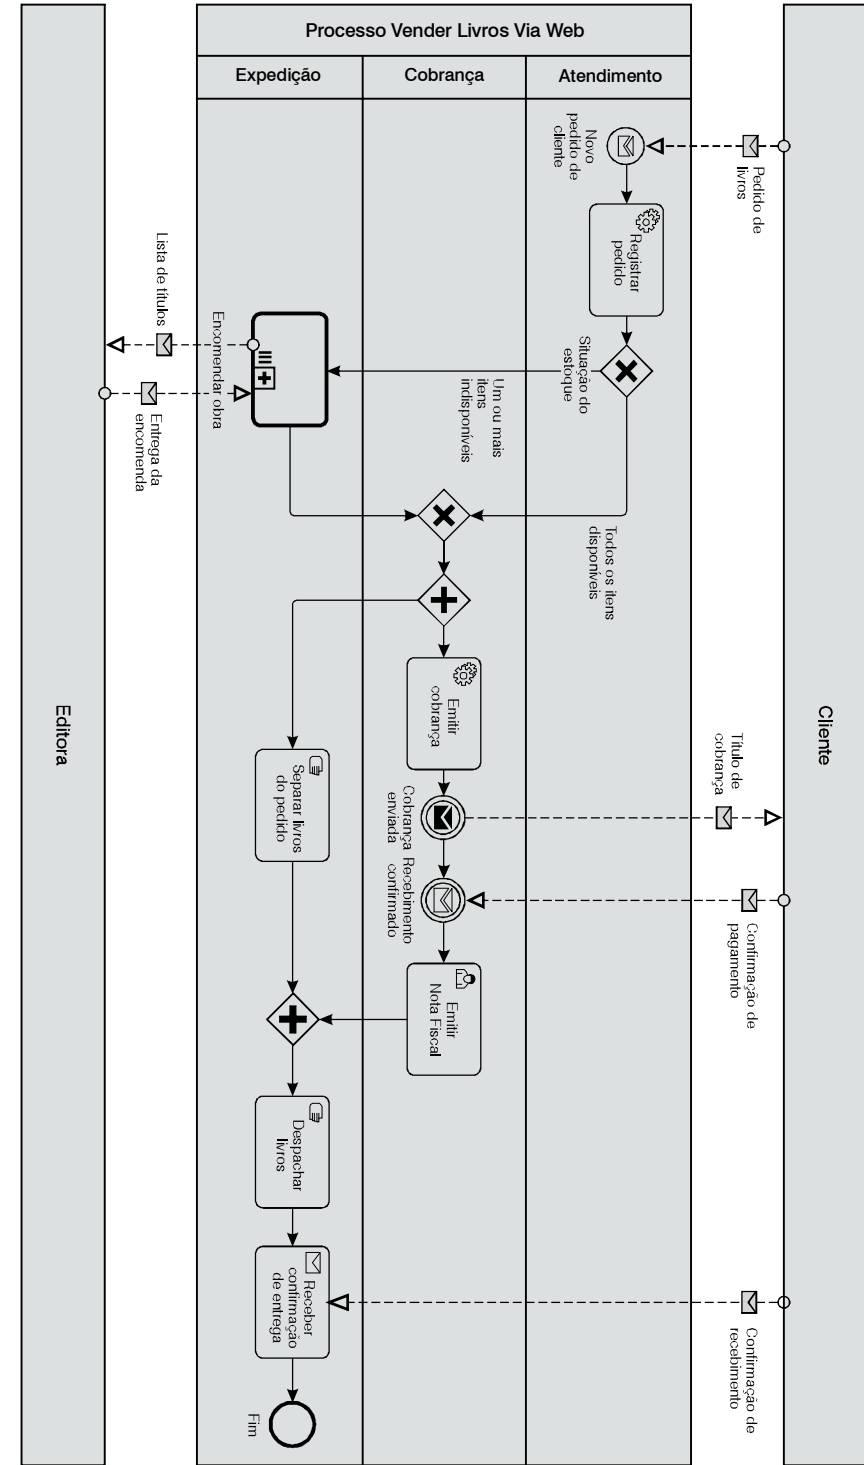 Processo Vender Livros Via Web
Expedição
Cobrança
Atendimento
Cliente
Editora
Novo
pedido de
cliente
Pedido de
livros
Registrar
pedido
Situação do
estoque
Um ou mais
itens
indisponíveis
Todos os itens
disponíveis
Lista de títulos
Encomendar obra
Entrega da
encomenda
Emitir
cobrança
Separar livros
do pedido
Cobrança
enviada
Título de
cobrança
Recebimento
confirmado
Confirmação de
pagamento
Emitir
Nota Fiscal
Despachar
livros
Receber
confirmação
de entrega
Confirmação de
recebimento
Fim